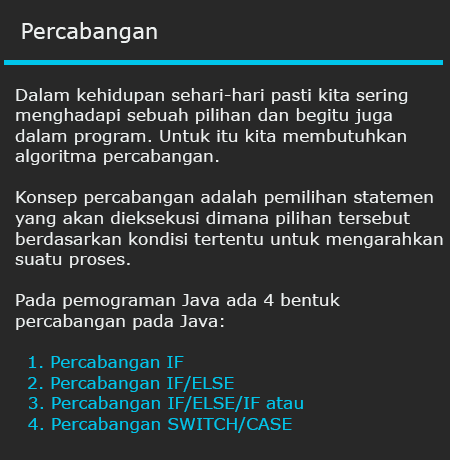 Percabangan
Dalam kehidupan sehari-hari pasti kita sering
menghadapi sebuah pilihan dan begitu juga
dalam program. Untuk itu kita membutuhkan
algoritma percabangan.
Konsep percabangan adalah pemilihan statemen
yang akan dieksekusi dimana pilihan tersebut
berdasarkan kondisi tertentu untuk mengarahkan
suatu proses.
Pada pemograman Java ada 4 bentuk
percabangan pada Java:
1. Percabangan IF
2. Percabangan IF/ELSE
3. Percabangan IF/ELSE/IF atau
4. Percabangan SWITCH/CASE